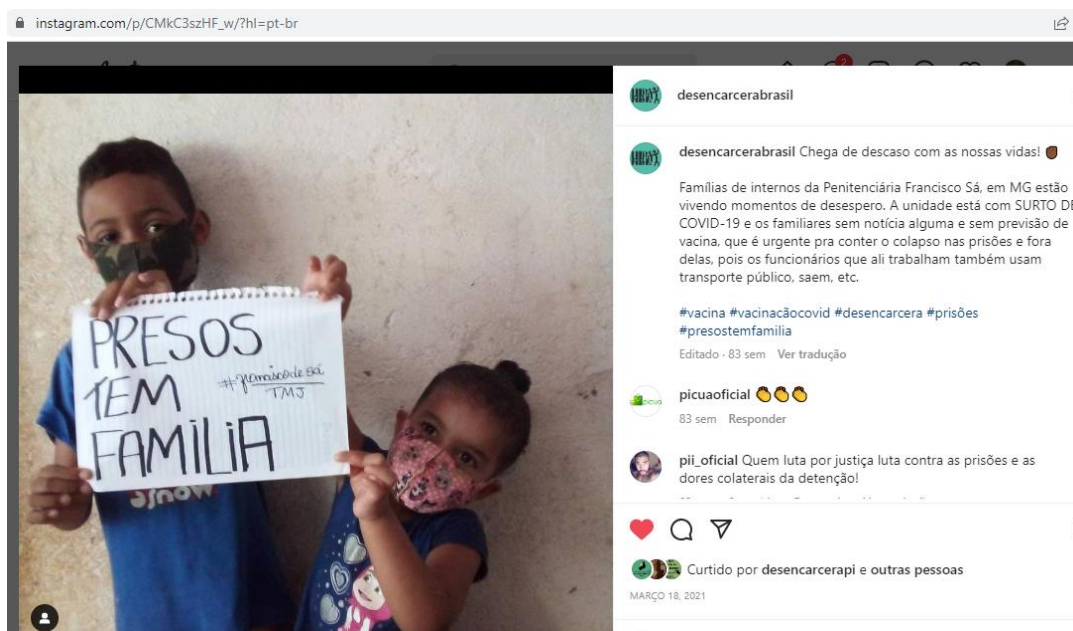 instagram.com/p/CMkC3szHF_w/?hl=pt-br
2
PRESOS
TEM
FAMÍLIA
#franciscodesá
TMJ
desencarcerabrasil
desencarcerabrasil Chega de descaso com as nossas vidas!
Famílias de internos da Penitenciária Francisco Sá, em MG estão
vivendo momentos de desespero. A unidade está com SURTO DE
COVID-19 e os familiares sem notícia alguma e sem previsão de
vacina, que é urgente pra conter o colapso nas prisões e fora
delas, pois os funcionários que ali trabalham também usam
transporte público, saem, etc.
#vacina #vacinacãocovid #desencarcera #prisões
#presostemfamilia
Editado · 83 sem Ver tradução
picuaoficial 👏👏👏
83 sem Responder
pii_oficial Quem luta por justiça luta contra as prisões e as
dores colaterais da detenção!
Curtido por desencarcerapi e outras pessoas
MARÇO 18, 2021